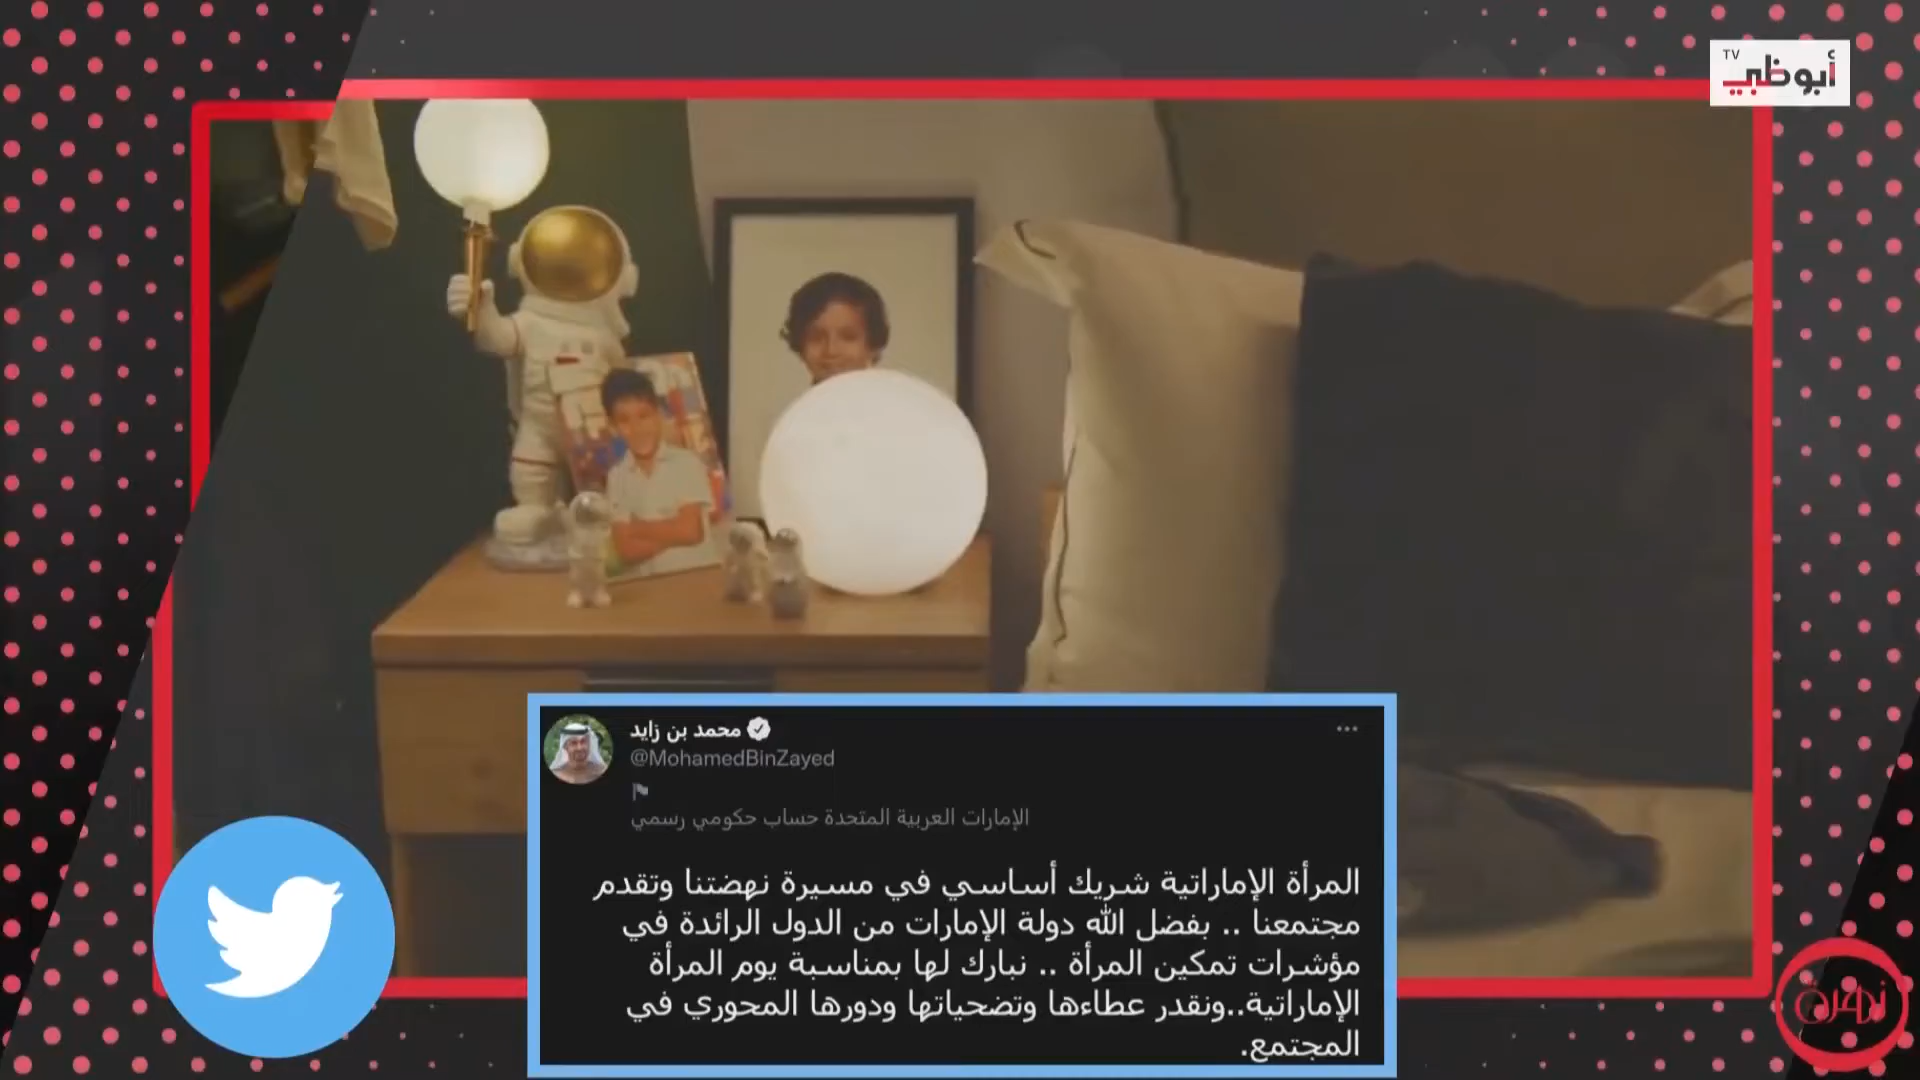 TV
أبوظبي
محمد بن زايد
@MohamedBinZayed
الإمارات العربية المتحدة حساب حكومي رسمي
المرأة الإماراتية شريك أساسي في مسيرة نهضتنا وتقدم
مجتمعنا .. بفضل الله دولة الإمارات من الدول الرائدة في
مؤشرات تمكين المرأة .. نبارك لها بمناسبة يوم المرأة
الإماراتية..ونقدر عطاءها وتضحياتها ودورها المحوري في
المجتمع.